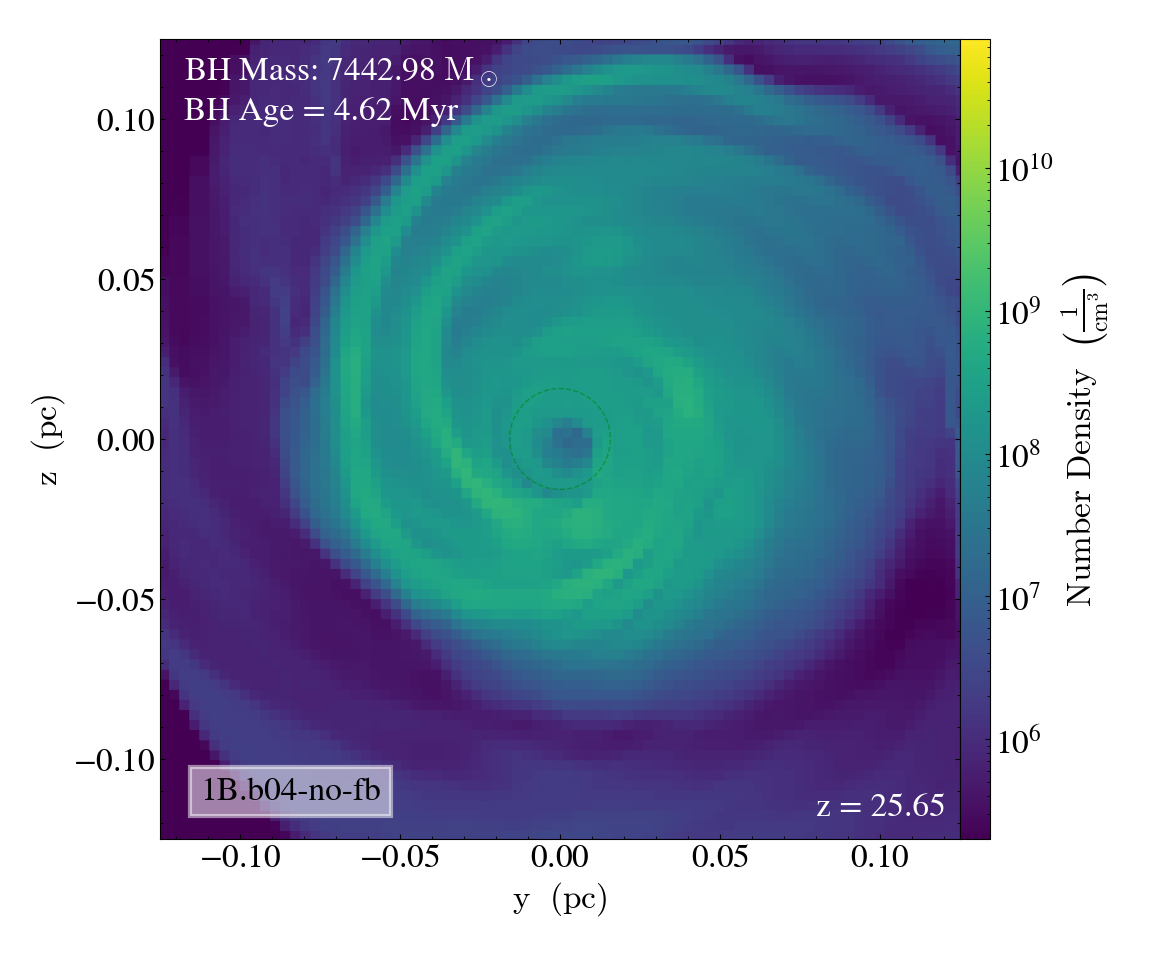 BH Mass: 7442.98 M☉
BH Age = 4.62 Myr
0.10
0.05
0.00
−0.05
−0.10
z (pc)
1B.b04-no-fb
z = 25.65
−0.10 −0.05 0.00 0.05 0.10
y (pc)
10¹⁰
10⁹
10⁸
10⁷
10⁶
Number Density (1/cm³)